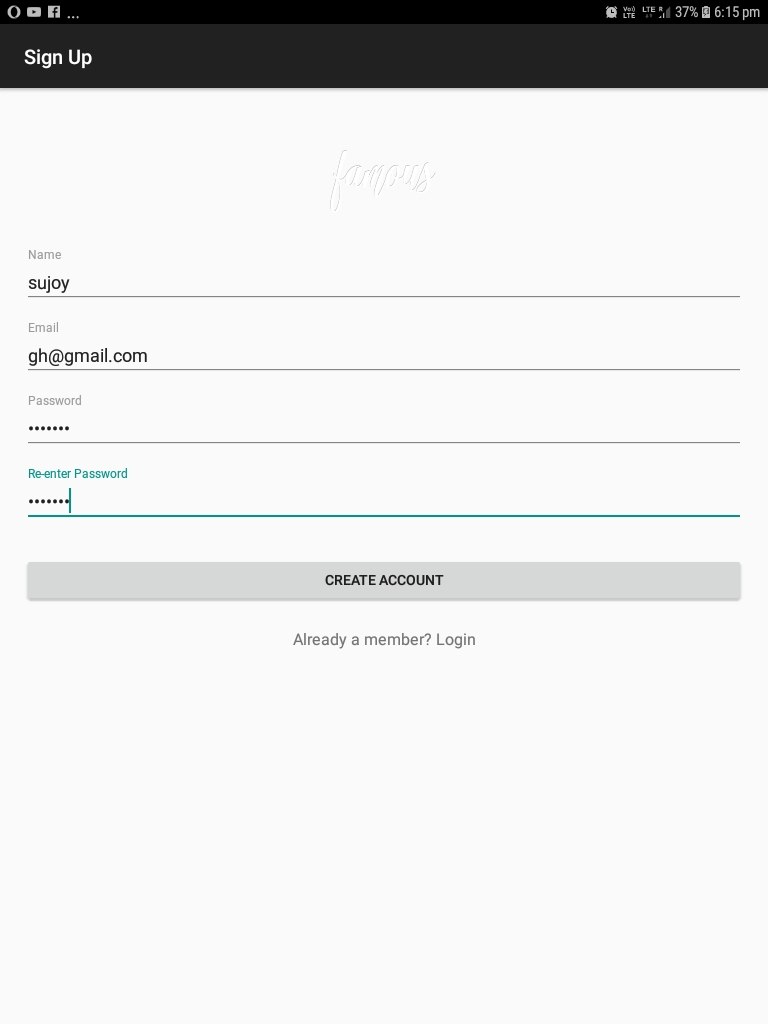 ...
Vo)) LTE LTE R 37% 6:15 pm
Sign Up
famous
Name
sujoy
Email
gh@gmail.com
Password
•••••••
Re-enter Password
•••••••
CREATE ACCOUNT
Already a member? Login